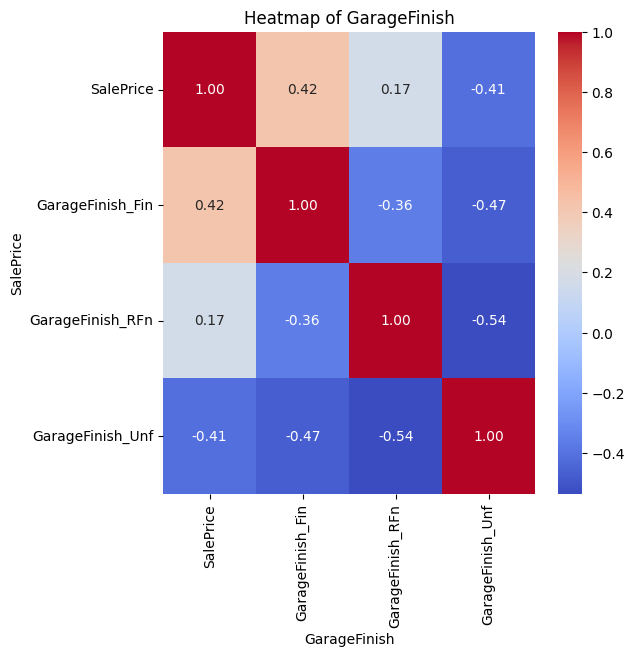 Heatmap of GarageFinish
SalePrice
GarageFinish_Fin
GarageFinish_RFn
GarageFinish_Unf
SalePrice
1.00 0.42 0.17 -0.41
0.42 1.00 -0.36 -0.47
0.17 -0.36 1.00 -0.54
-0.41 -0.47 -0.54 1.00
SalePrice
GarageFinish_Fin
GarageFinish_RFn
GarageFinish_Unf
GarageFinish
1.0
0.8
0.6
0.4
0.2
0.0
−0.2
−0.4